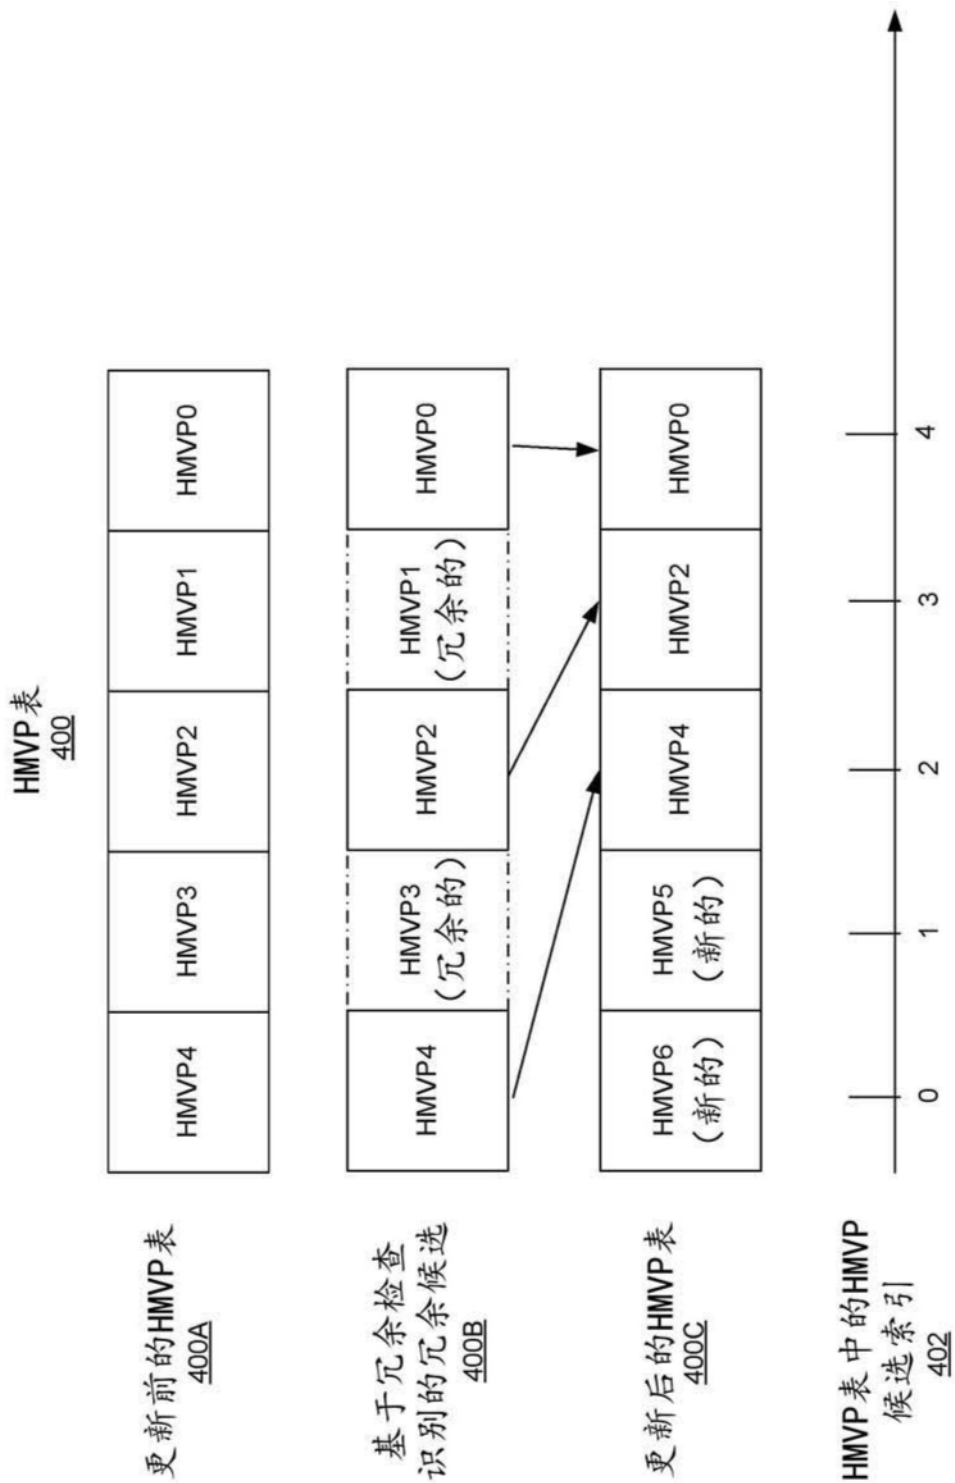 HMVP表
400
更新前的HMVP表
400A
HMVP4
HMVP3
HMVP2
HMVP1
HMVP0
基于冗余检查
识别的冗余候选
400B
HMVP4
HMVP3
(冗余的)
HMVP2
HMVP1
(冗余的)
HMVP0
更新后的HMVP表
400C
HMVP6
(新的)
HMVP5
(新的)
HMVP4
HMVP2
HMVP0
HMVP表中的HMVP
候选索引
402
0
1
2
3
4